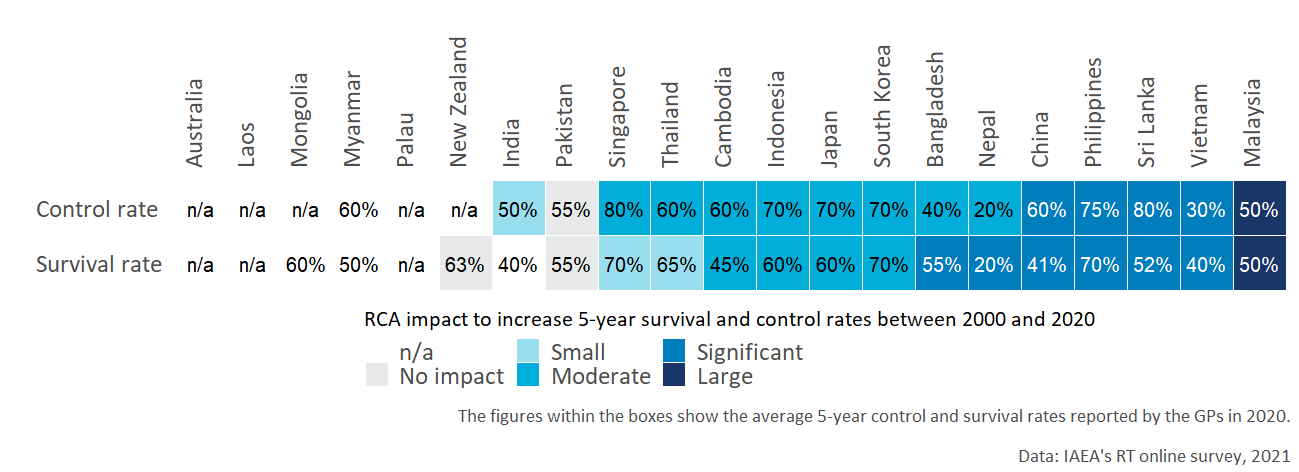 Australia
Laos
Mongolia
Myanmar
Palau
New Zealand
India
Pakistan
Singapore
Thailand
Cambodia
Indonesia
Japan
South Korea
Bangladesh
Nepal
China
Philippines
Sri Lanka
Vietnam
Malaysia
Control rate n/a n/a n/a 60% n/a n/a 50% 55% 80% 60% 60% 70% 70% 70% 40% 20% 60% 75% 80% 30% 50%
Survival rate n/a n/a 60% 50% n/a 63% 40% 55% 70% 65% 45% 60% 60% 70% 55% 20% 41% 70% 52% 40% 50%
RCA impact to increase 5-year survival and control rates between 2000 and 2020
n/a Small Significant
No impact Moderate Large
The figures within the boxes show the average 5-year control and survival rates reported by the GPs in 2020.
Data: IAEA's RT online survey, 2021